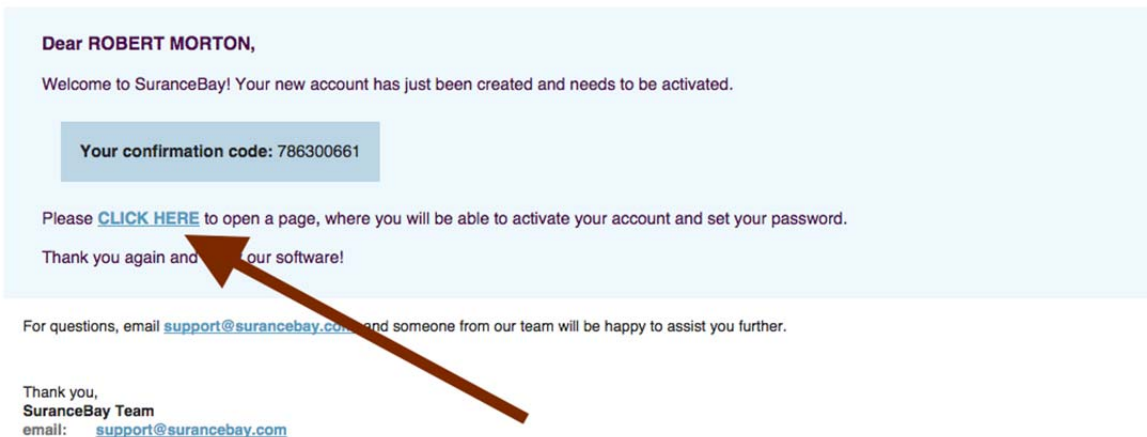 Dear ROBERT MORTON,
Welcome to SuranceBay! Your new account has just been created and needs to be activated.
Your confirmation code: 786300661
Please CLICK HERE to open a page, where you will be able to activate your account and set your password.
Thank you again and our software!
For questions, email support@surancebay.com and someone from our team will be happy to assist you further.
Thank you,
SuranceBay Team
email: support@surancebay.com